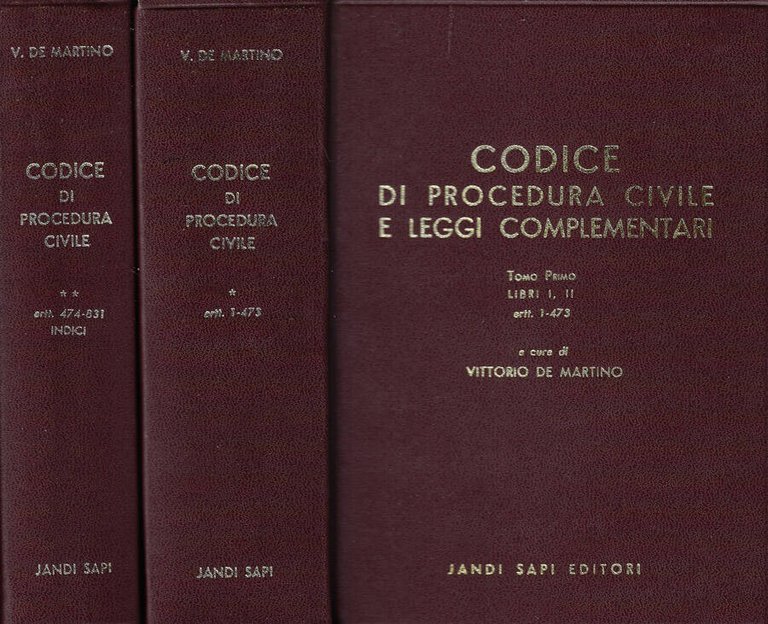 V. DE MARTINO
CODICE
DI
PROCEDURA
CIVILE
* *
artt. 474-831
INDICI
JANDI SAPI
V. DE MARTINO
CODICE
DI
PROCEDURA
CIVILE
*
artt. 1-473
JANDI SAPI
CODICE
DI PROCEDURA CIVILE
E LEGGI COMPLEMENTARI
TOMO PRIMO
LIBRI I, II
artt. 1-473
a cura di
VITTORIO DE MARTINO
JANDI SAPI EDITORI